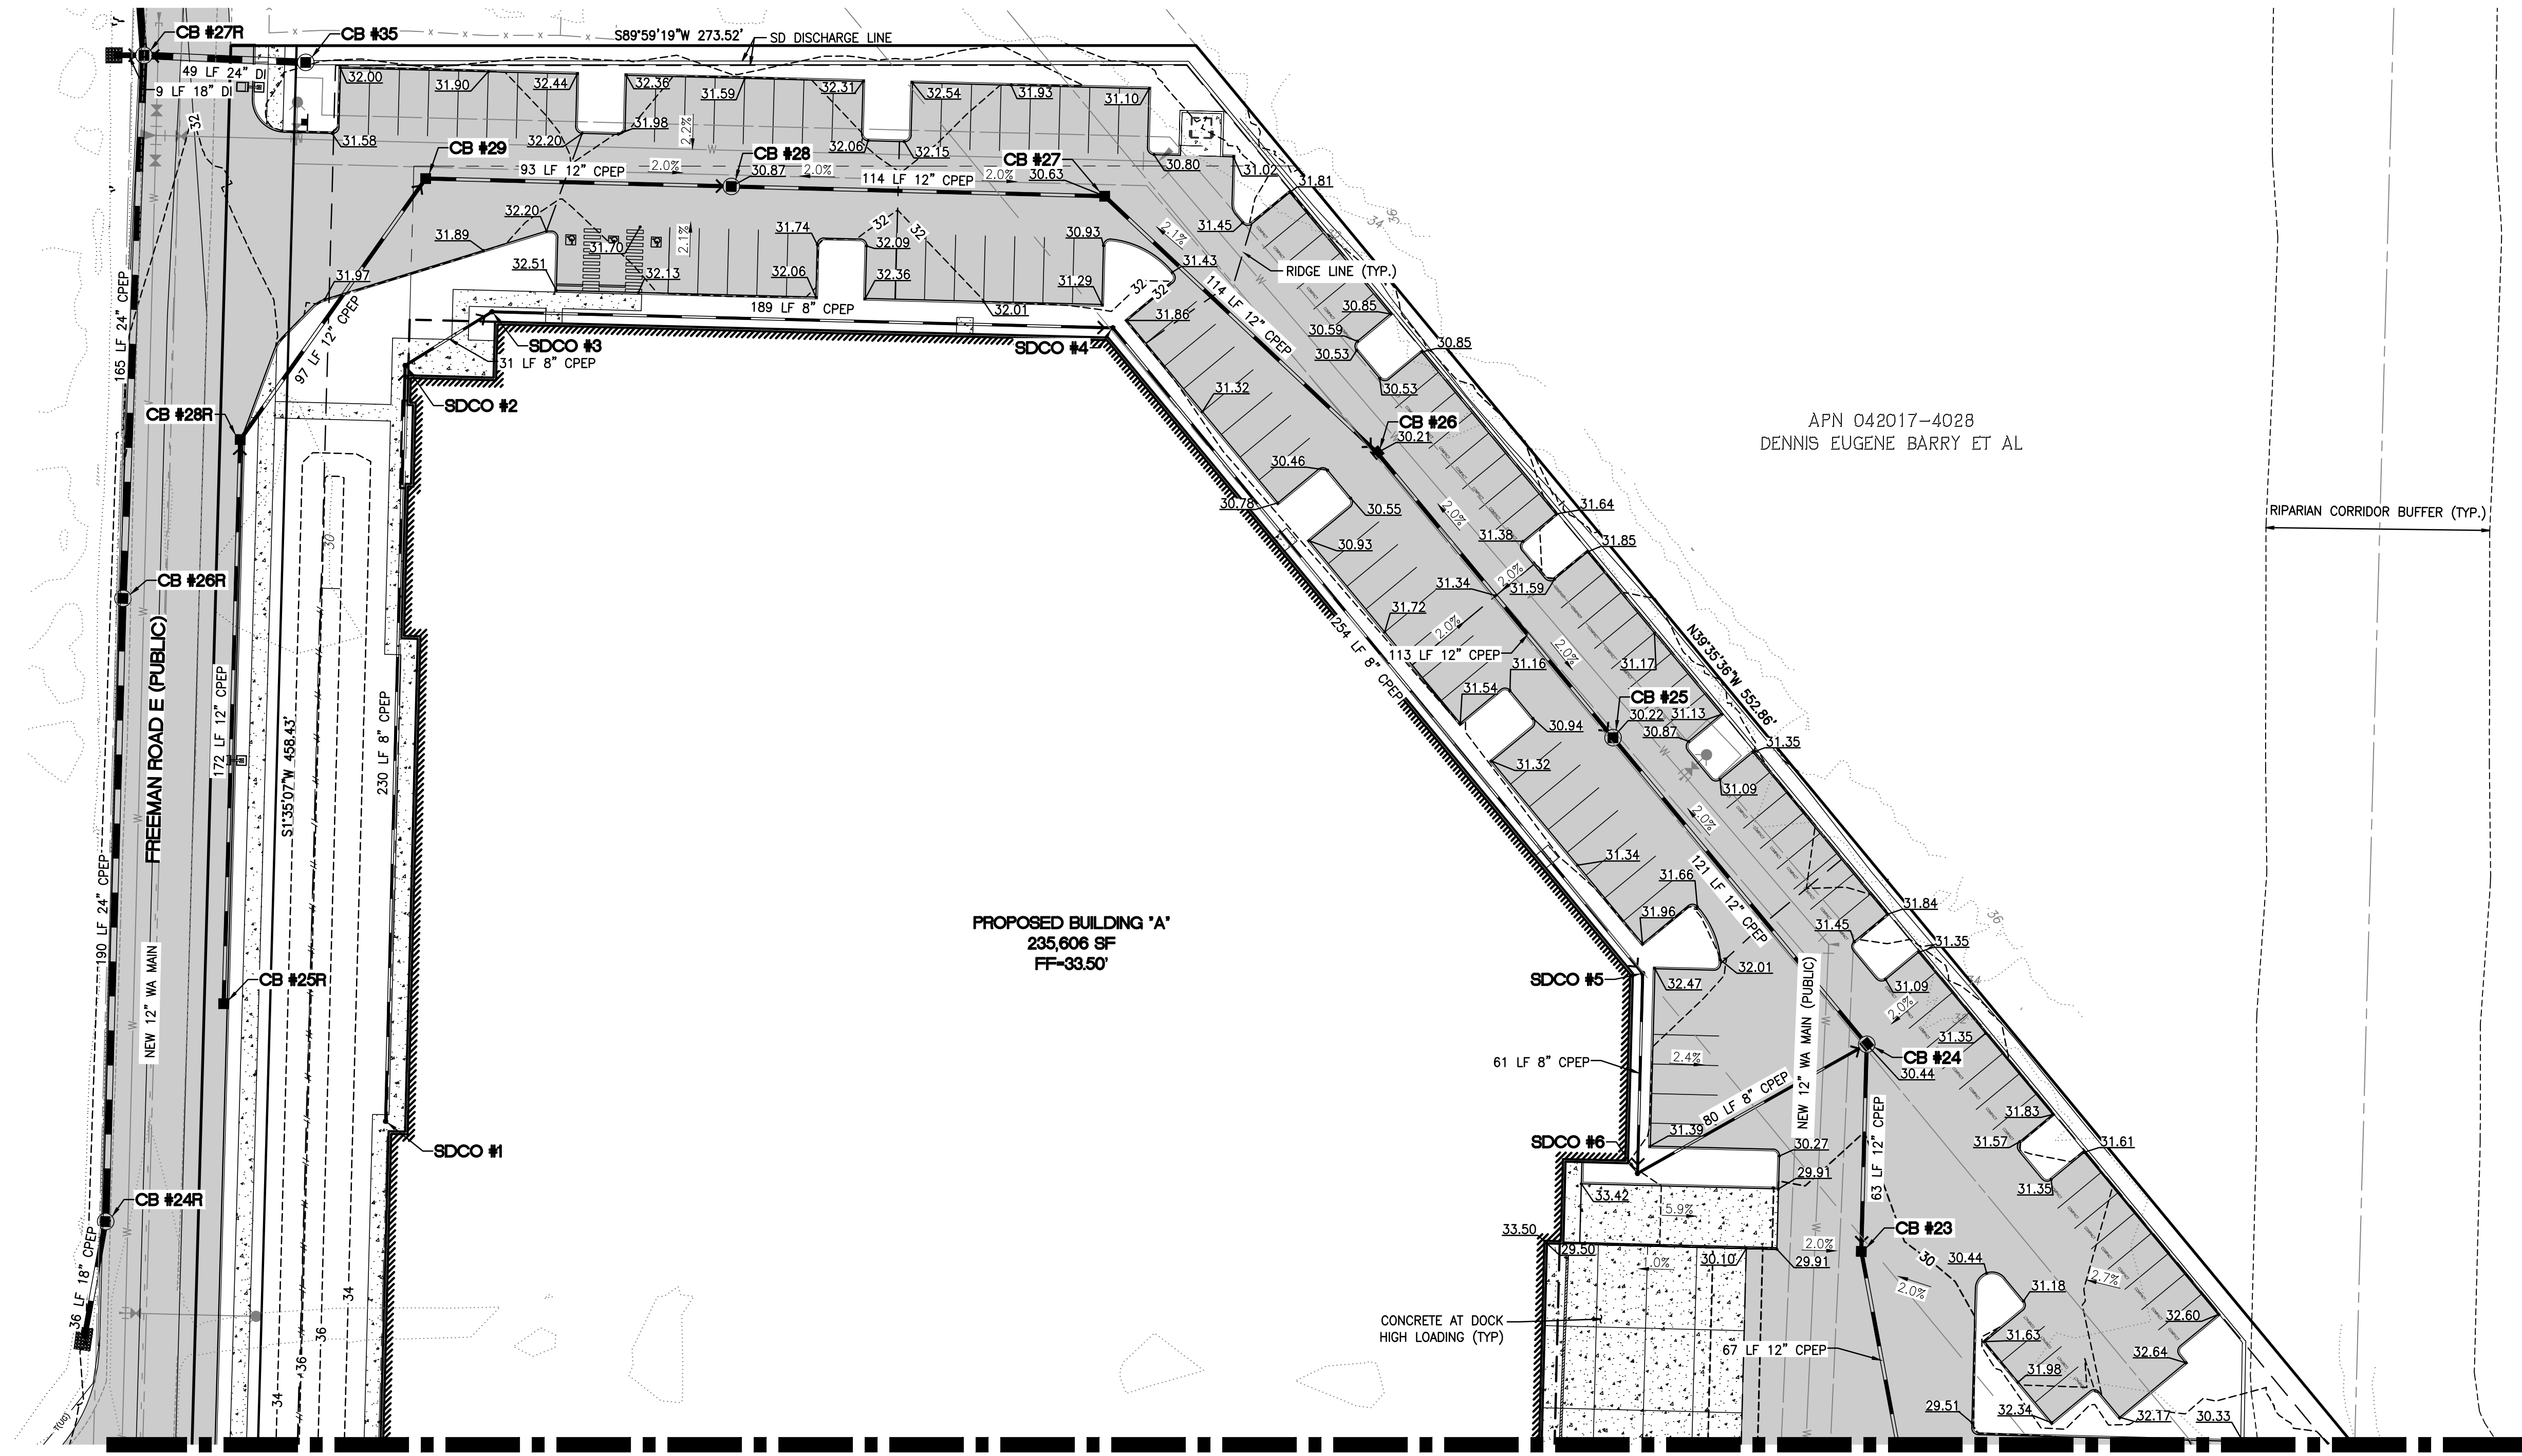 CB #27R
CB #35
S89°59'19"W 273.52'
SD DISCHARGE LINE
49 LF 24" DI
9 LF 18" DI
32
32.00
31.90
32.44
32.36
31.59
32.31
32.54
31.93
31.10
31.58
32.20
31.98
2.2%
32.06
32.15
30.80
31.02
31.81
CB #29
93 LF 12" CPEP
2.0%
CB #28
30.87
2.0%
114 LF 12" CPEP
CB #27
30.63
2.0%
W
31.45
34
36
32.20
31.89
31.97
32.51
31.70
32.13
2.1%
31.74
32.06
32
32
32.09
32.36
30.93
31.29
31.43
32
32
32.01
31.86
2.1%
RIDGE LINE (TYP.)
114 LF 12" CPEP
189 LF 8" CPEP
SDCO #3
31 LF 8" CPEP
SDCO #4
SDCO #2
165 LF 24" CPEP
97 LF 12" CPEP
CB #28R
30.85
30.59
30.53
30.85
30.53
31.32
CB #26
30.21
APN 042017-4028
DENNIS EUGENE BARRY ET AL
30.46
30.78
30.55
30.93
30
2.0%
31.64
31.38
31.85
31.59
2.0%
31.34
RIPARIAN CORRIDOR BUFFER (TYP.)
CB #26R
FREEMAN ROAD E (PUBLIC)
31.72
2.0%
254 LF 8" CPEP
113 LF 12" CPEP
2.0%
31.17
N39°35'36"W 552.86'
31.16
31.54
30.94
CB #25
30.22
31.13
30.87
31.35
31.09
31.32
172 LF 12" CPEP
S1°35'07"W 458.43'
230 LF 8" CPEP
2.0%
31.34
121 LF 12" CPEP
31.66
31.96
190 LF 24" CPEP
NEW 12" WA MAIN
CB #25R
PROPOSED BUILDING "A"
235,606 SF
FF=33.50'
31.84
31.45
31.35
31.09
36
34
SDCO #5
32.47
32.01
NEW 12" WA MAIN (PUBLIC)
2.0%
31.35
61 LF 8" CPEP
2.4%
CB #24
30.44
80 LF 8" CPEP
31.39
SDCO #6
30.27
29.91
63 LF 12" CPEP
31.83
31.57
31.61
31.35
SDCO #1
CB #24R
36 LF 18" CPEP
33.42
5.9%
33.50
29.50
1.0%
30.10
29.91
2.0%
CB #23
2.0%
30
30.44
31.18
2.7%
32.60
34
36
36
34
CONCRETE AT DOCK
HIGH LOADING (TYP)
67 LF 12" CPEP
31.63
31.98
32.64
29.51
32.34
32.17
30.33
T(UG)